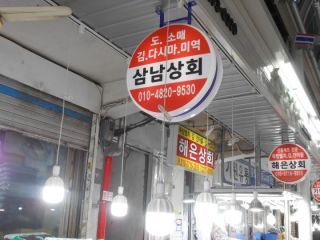 도. 소매
김.다시마.미역
삼남상회
010-4820-9530
해은상회
해은상회